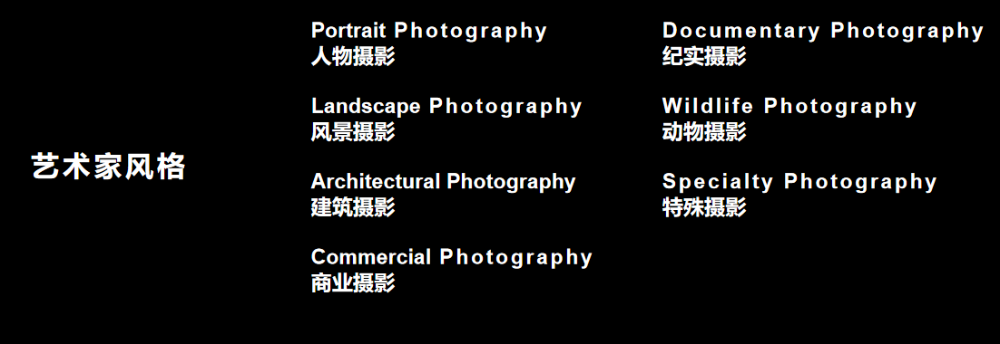 艺术家风格
Portrait Photography
人物摄影
Landscape Photography
风景摄影
Architectural Photography
建筑摄影
Commercial Photography
商业摄影
Documentary Photography
纪实摄影
Wildlife Photography
动物摄影
Specialty Photography
特殊摄影